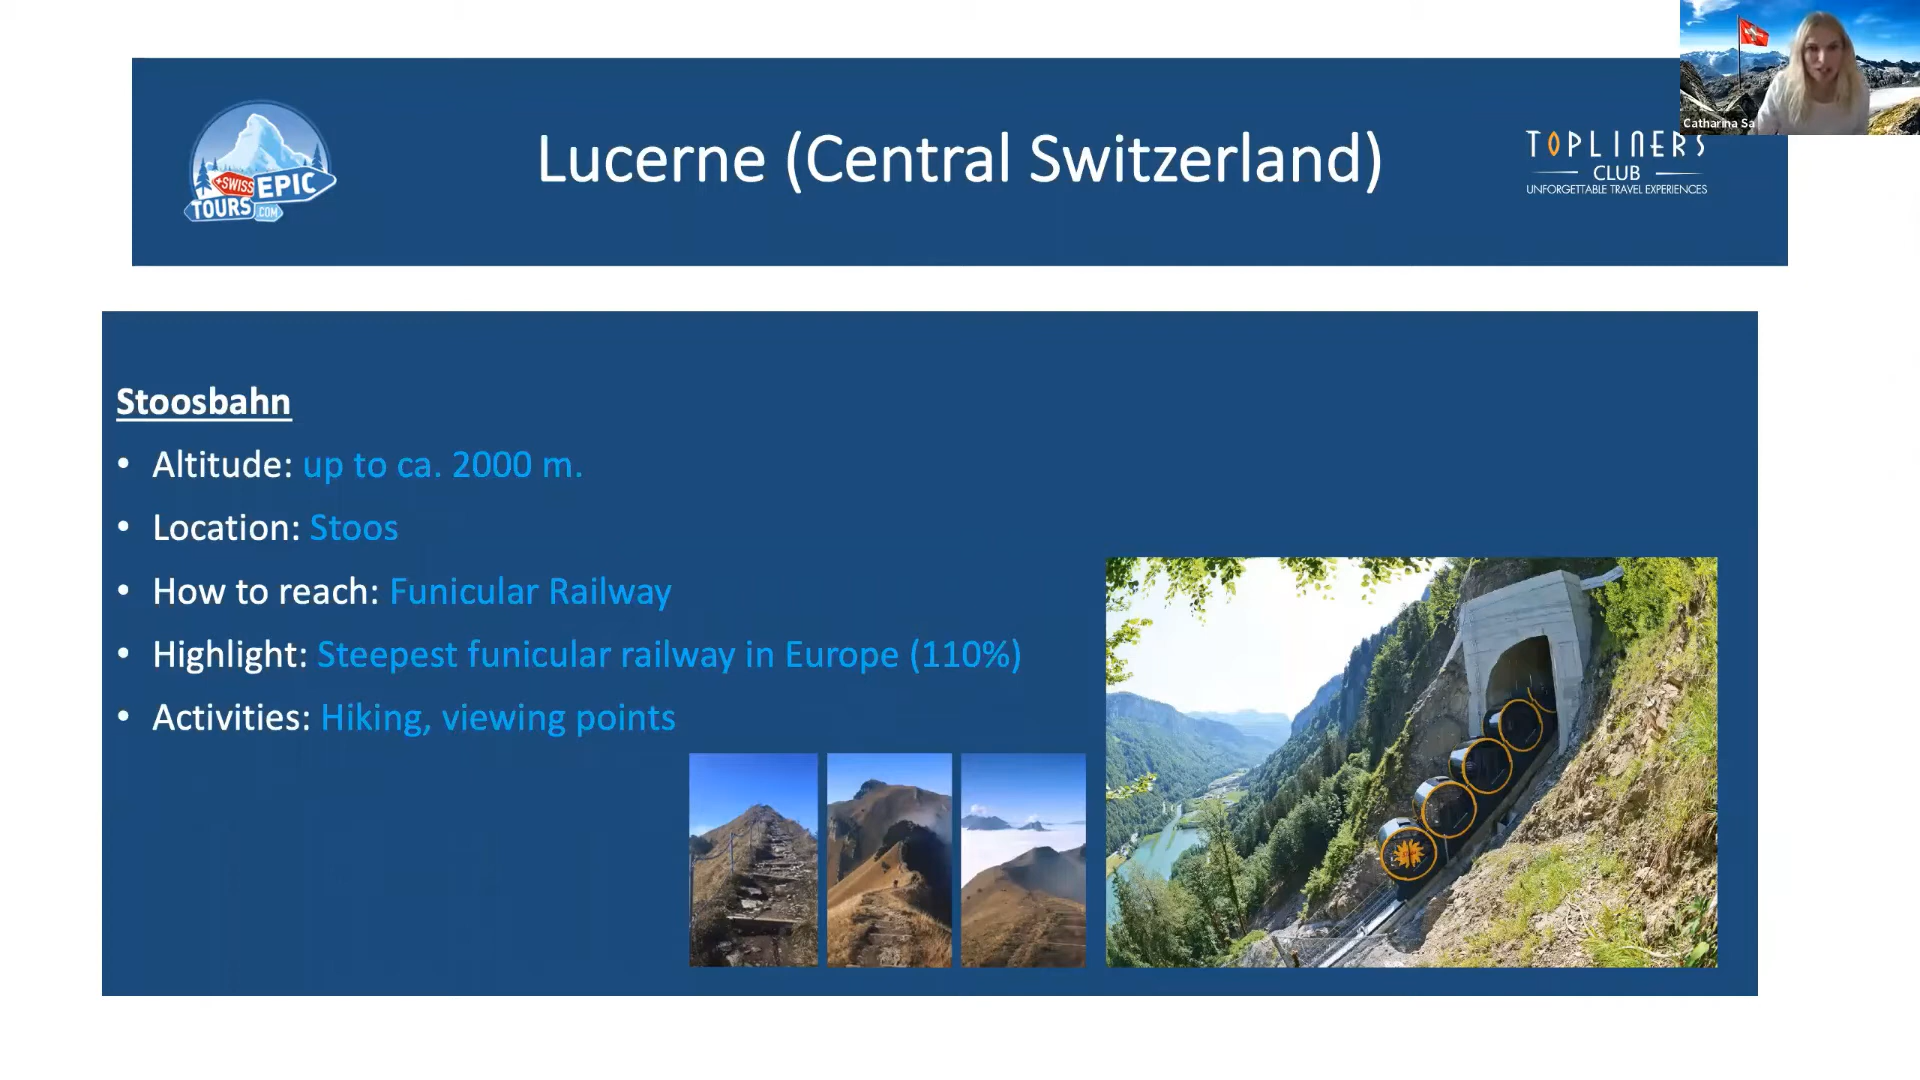 Catharina Sa
SWISS
EPIC
TOURS
.COM
Lucerne (Central Switzerland)
TOPLINERS
CLUB
UNFORGETTABLE TRAVEL EXPERIENCES
Stoosbahn
• Altitude: up to ca. 2000 m.
• Location: Stoos
• How to reach: Funicular Railway
• Highlight: Steepest funicular railway in Europe (110%)
• Activities: Hiking, viewing points